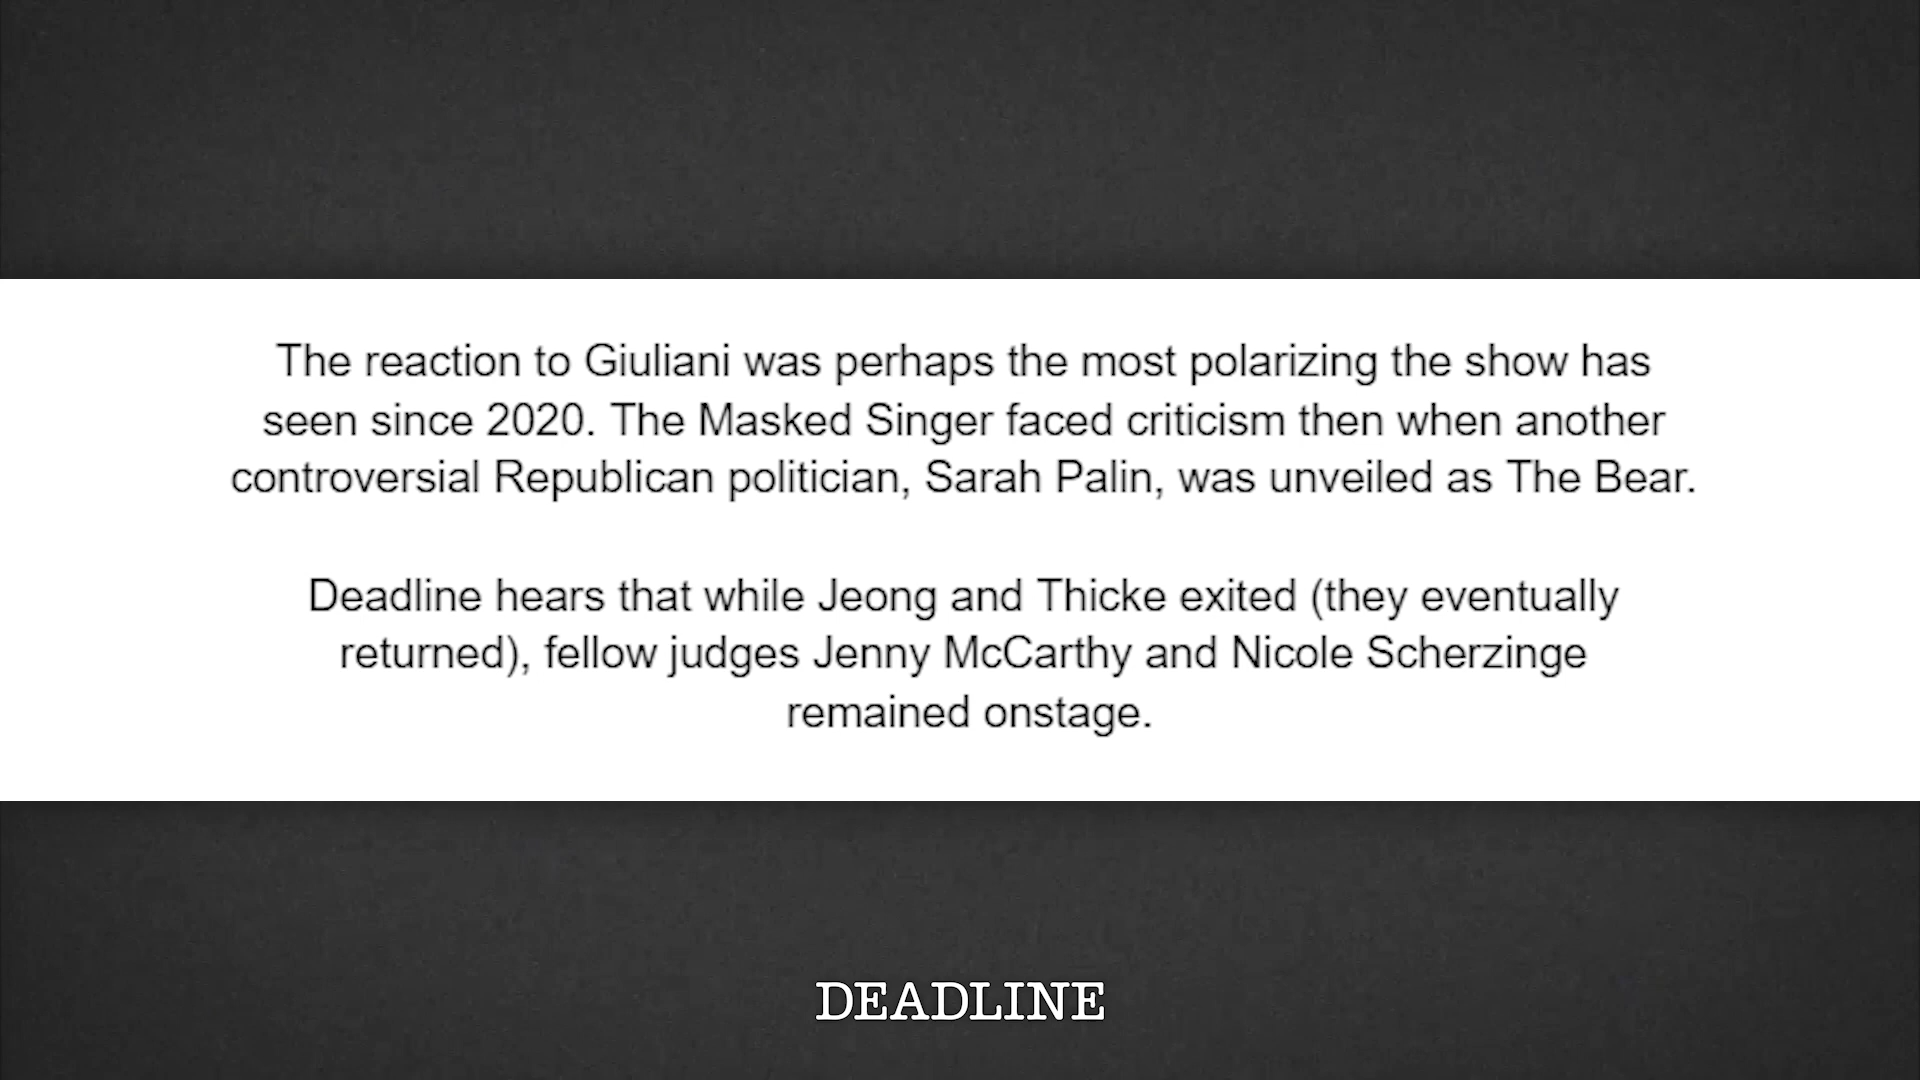 The reaction to Giuliani was perhaps the most polarizing the show has
seen since 2020. The Masked Singer faced criticism then when another
controversial Republican politician, Sarah Palin, was unveiled as The Bear.
Deadline hears that while Jeong and Thicke exited (they eventually
returned), fellow judges Jenny McCarthy and Nicole Scherzinge
remained onstage.
DEADLINE